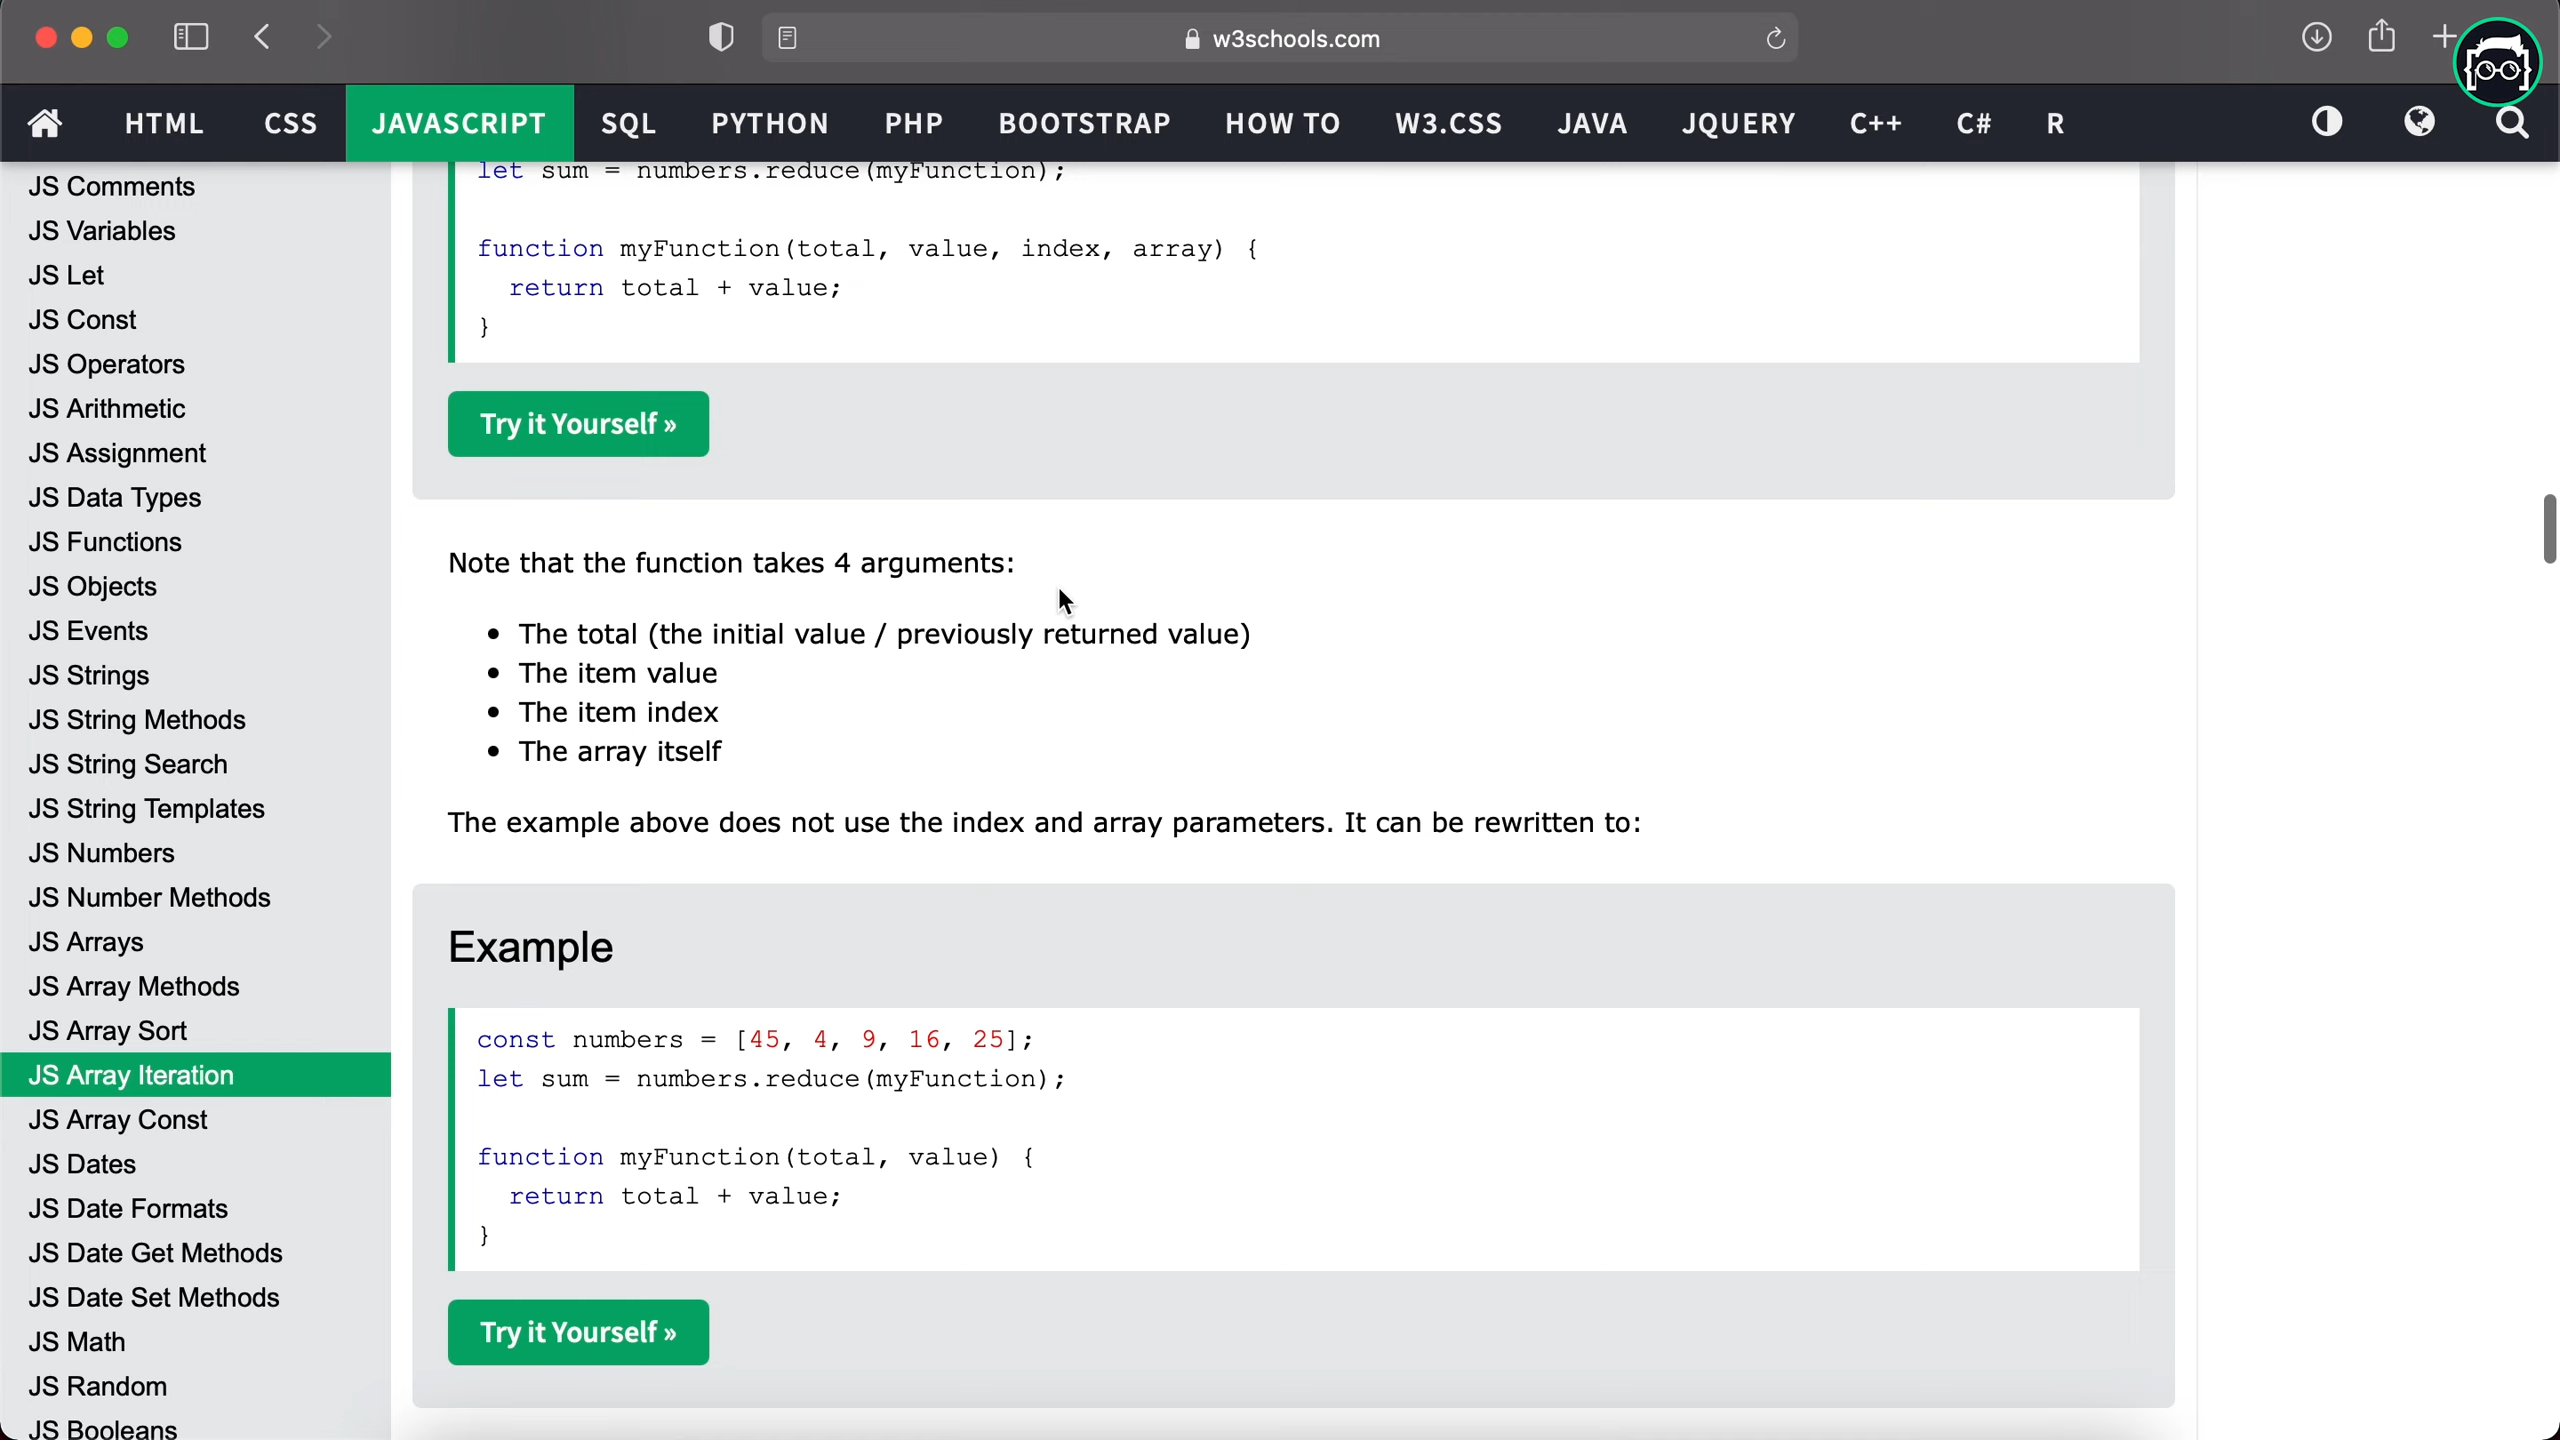 w3schools.com
HTML CSS JAVASCRIPT SQL PYTHON PHP BOOTSTRAP HOW TO W3.CSS JAVA JQUERY C++ C# R
JS Comments
JS Variables
JS Let
JS Const
JS Operators
JS Arithmetic
JS Assignment
JS Data Types
JS Functions
JS Objects
JS Events
JS Strings
JS String Methods
JS String Search
JS String Templates
JS Numbers
JS Number Methods
JS Arrays
JS Array Methods
JS Array Sort
JS Array Iteration
JS Array Const
JS Dates
JS Date Formats
JS Date Get Methods
JS Date Set Methods
JS Math
JS Random
JS Booleans
let sum = numbers.reduce(myFunction);
function myFunction(total, value, index, array) {
return total + value;
}
Try it Yourself »
Note that the function takes 4 arguments:
• The total (the initial value / previously returned value)
• The item value
• The item index
• The array itself
The example above does not use the index and array parameters. It can be rewritten to:
Example
const numbers = [45, 4, 9, 16, 25];
let sum = numbers.reduce(myFunction);
function myFunction(total, value) {
return total + value;
}
Try it Yourself »